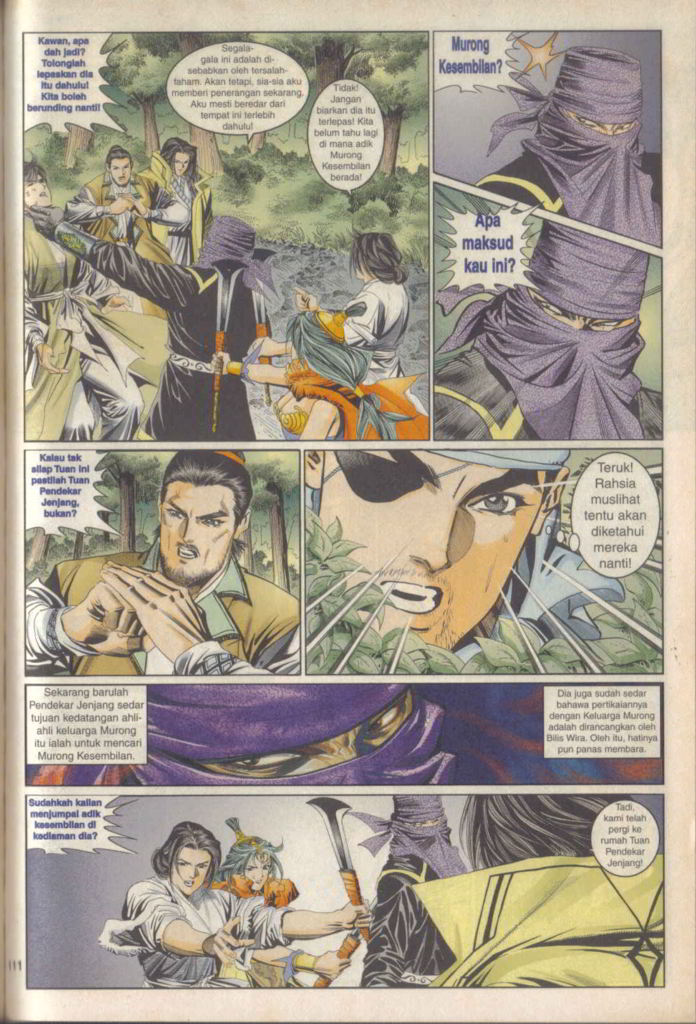 Kawan, apa
dah jadi?
Tolonglah
lepaskan dia
itu dahulu!
Kita boleh
berunding nanti!
Segala-
gala ini adalah di-
sebabkan oleh tersalah-
taham. Akan tetapi, sia-sia aku
memberi penerangan sekarang.
Aku mesti beredar dari
tempat ini terlebih
dahulu!
Tidak!
Jangan
biarkan dia itu
terlepas! Kita
belum tahu lagi
di mana adik
Murong
Kesembilan
berada!
Murong
Kesembilan?
Apa
maksud
kau ini?
Kalau tak
silap Tuan ini
pastilah Tuan
Pendekar
Jenjang,
bukan?
Teruk!
Rahsia
muslihat
tentu akan
diketahui
mereka
nanti!
Sekarang barulah
Pendekar Jenjang sedar
tujuan kedatangan ahli-
ahli keluarga Murong
itu ialah untuk mencari
Murong Kesembilan.
Dia juga sudah sedar
bahawa pertikaiannya
dengan Keluarga Murong
adalah dirancang oleh
Bilis Wira. Oleh itu, hatinya
pun panas membara.
Sudahkah kalian
menjumpai adik
kesembilan di
kediaman dia?
Tadi,
kami telah
pergi ke
rumah Tuan
Pendekar
Jenjang!
111